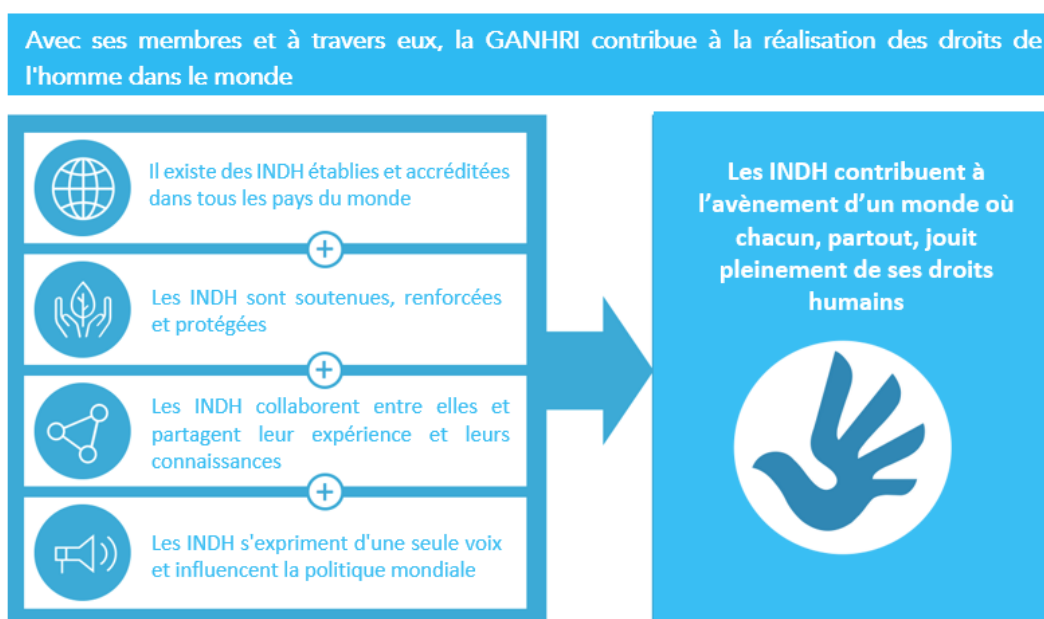 Avec ses membres et à travers eux, la GANHRI contribue à la réalisation des droits de
l'homme dans le monde
Il existe des INDH établies et accréditées
dans tous les pays du monde
Les INDH sont soutenues, renforcées
et protégées
Les INDH collaborent entre elles et
partagent leur expérience et leurs
connaissances
Les INDH s'expriment d'une seule voix
et influencent la politique mondiale
Les INDH contribuent à
l’avènement d’un monde où
chacun, partout, jouit
pleinement de ses droits
humains